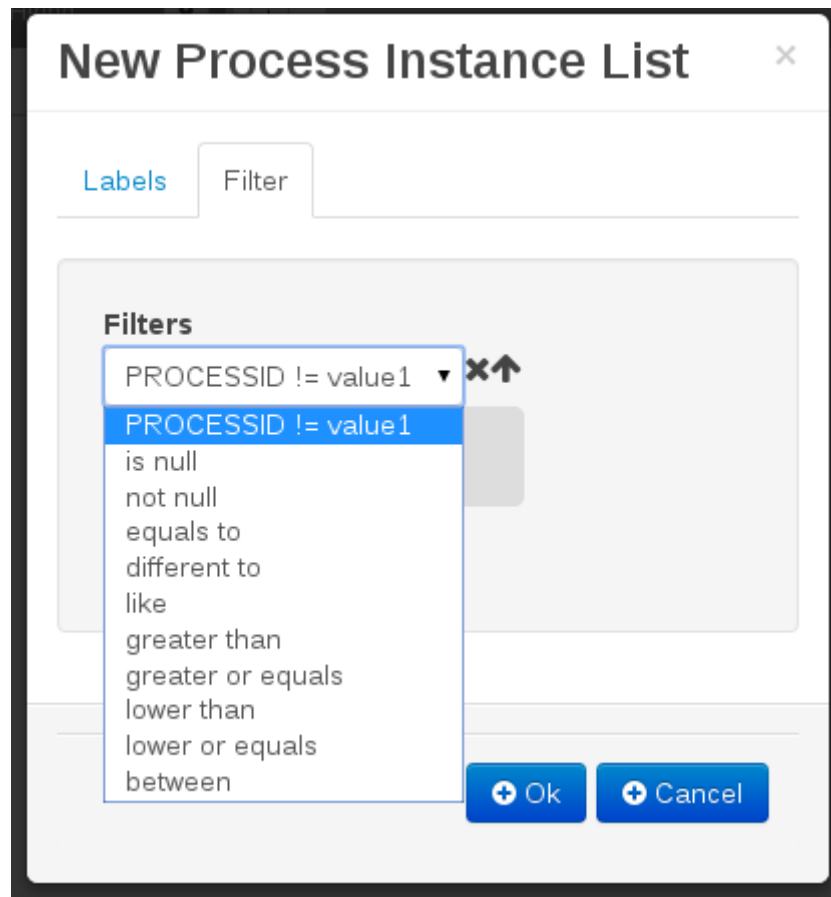 New Process Instance List ×
Labels Filter
Filters
PROCESSID != value1
PROCESSID != value1
is null
not null
equals to
different to
like
greater than
greater or equals
lower than
lower or equals
between
Ok Cancel